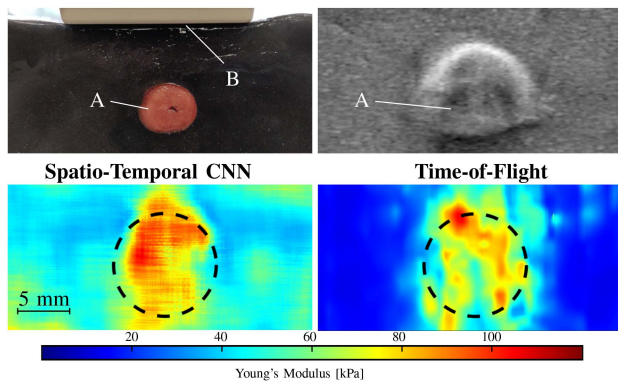 A
B
A
Spatio-Temporal CNN
Time-of-Flight
5 mm
20 40 60 80 100
Young's Modulus [kPa]